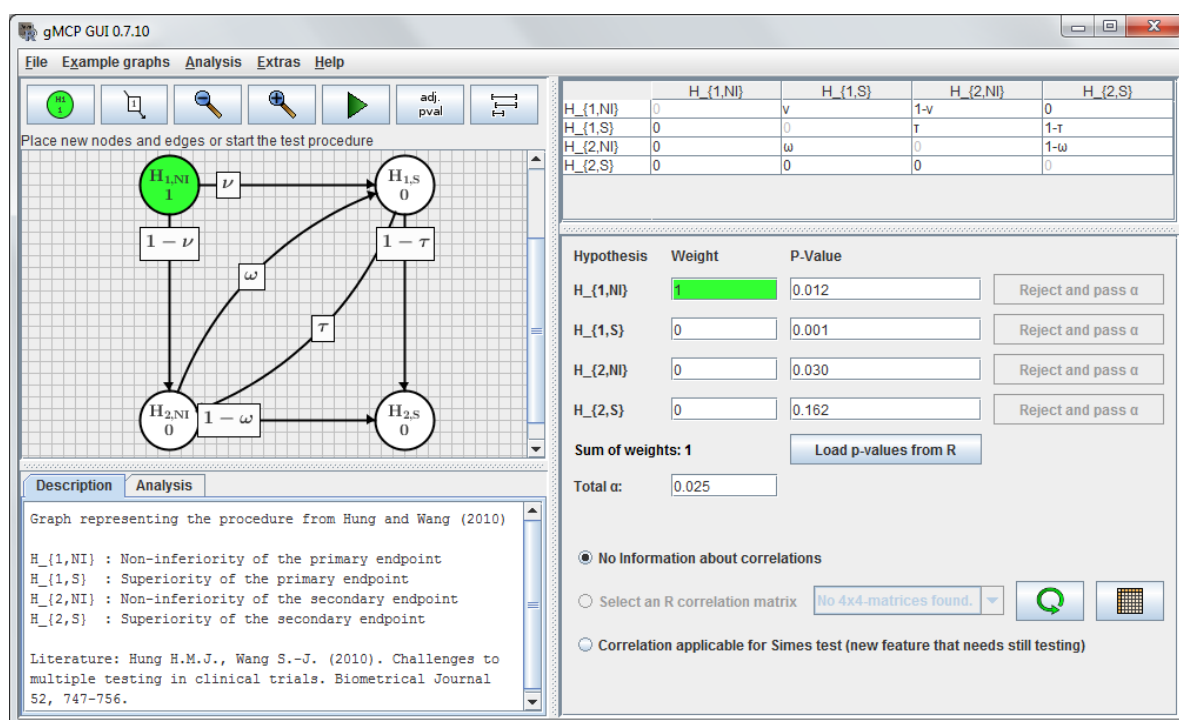 gMCP GUI 0.7.10
File Example graphs Analysis Extras Help
H1
1
1
adj.
pval
Place new nodes and edges or start the test procedure
H_{1,NI} H_{1,S} H_{2,NI} H_{2,S}
H_{1,NI} 0 ν 1-ν 0
H_{1,S} 0 0 τ 1-τ
H_{2,NI} 0 ω 0 1-ω
H_{2,S} 0 0 0 0
H1,NI
1
ν
H1,S
0
1 − ν
1 − τ
ω
τ
H2,NI
0
1 − ω
H2,S
0
Description Analysis
Graph representing the procedure from Hung and Wang (2010)
H_{1,NI} : Non-inferiority of the primary endpoint
H_{1,S} : Superiority of the primary endpoint
H_{2,NI} : Non-inferiority of the secondary endpoint
H_{2,S} : Superiority of the secondary endpoint
Literature: Hung H.M.J., Wang S.-J. (2010). Challenges to
multiple testing in clinical trials. Biometrical Journal
52, 747-756.
Hypothesis Weight P-Value
H_{1,NI} 1 0.012 Reject and pass α
H_{1,S} 0 0.001 Reject and pass α
H_{2,NI} 0 0.030 Reject and pass α
H_{2,S} 0 0.162 Reject and pass α
Sum of weights: 1 Load p-values from R
Total α: 0.025
No Information about correlations
Select an R correlation matrix No 4x4-matrices found.
Correlation applicable for Simes test (new feature that needs still testing)